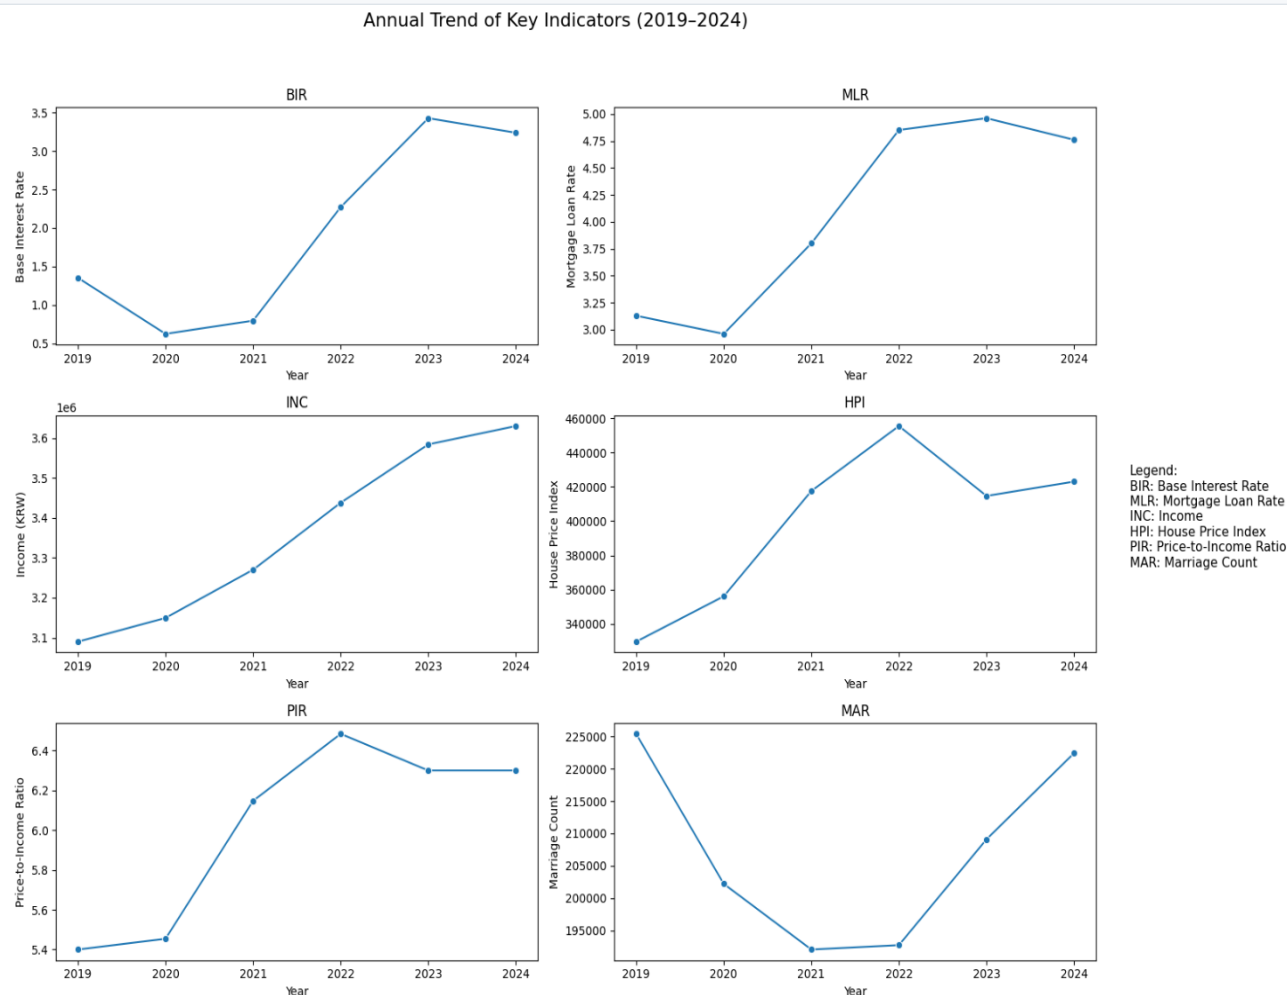 Annual Trend of Key Indicators (2019–2024)
BIR
Base Interest Rate
3.5
3.0
2.5
2.0
1.5
1.0
0.5
2019 2020 2021 2022 2023 2024
Year
MLR
Mortgage Loan Rate
5.00
4.75
4.50
4.25
4.00
3.75
3.50
3.25
3.00
2019 2020 2021 2022 2023 2024
Year
INC
1e6
Income (KRW)
3.6
3.5
3.4
3.3
3.2
3.1
2019 2020 2021 2022 2023 2024
Year
HPI
House Price Index
460000
440000
420000
400000
380000
360000
340000
2019 2020 2021 2022 2023 2024
Year
Legend:
BIR: Base Interest Rate
MLR: Mortgage Loan Rate
INC: Income
HPI: House Price Index
PIR: Price-to-Income Ratio
MAR: Marriage Count
PIR
Price-to-Income Ratio
6.4
6.2
6.0
5.8
5.6
5.4
2019 2020 2021 2022 2023 2024
Year
MAR
Marriage Count
225000
220000
215000
210000
205000
200000
195000
2019 2020 2021 2022 2023 2024
Year